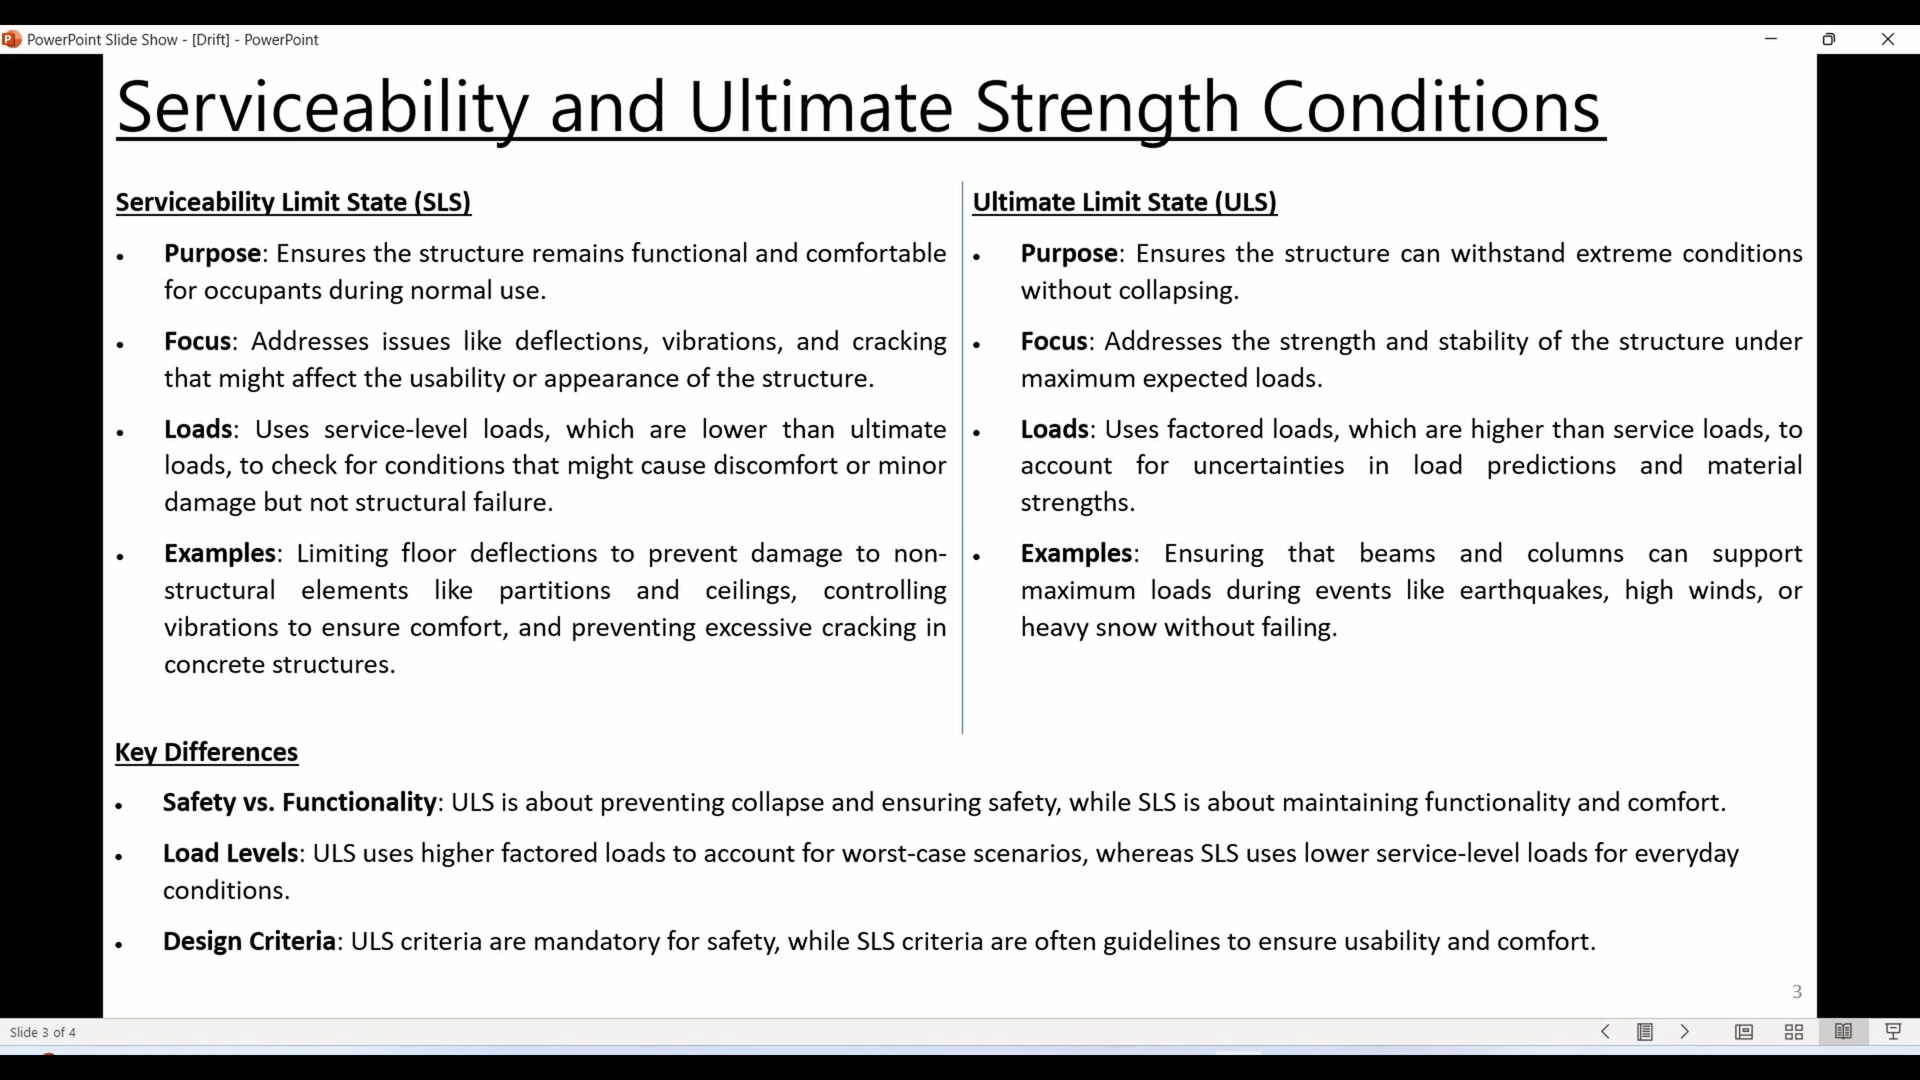 PowerPoint Slide Show - [Drift] - PowerPoint
Serviceability and Ultimate Strength Conditions
Serviceability Limit State (SLS)
• Purpose: Ensures the structure remains functional and comfortable
for occupants during normal use.
• Focus: Addresses issues like deflections, vibrations, and cracking
that might affect the usability or appearance of the structure.
• Loads: Uses service-level loads, which are lower than ultimate
loads, to check for conditions that might cause discomfort or minor
damage but not structural failure.
• Examples: Limiting floor deflections to prevent damage to non-
structural elements like partitions and ceilings, controlling
vibrations to ensure comfort, and preventing excessive cracking in
concrete structures.
Ultimate Limit State (ULS)
• Purpose: Ensures the structure can withstand extreme conditions
without collapsing.
• Focus: Addresses the strength and stability of the structure under
maximum expected loads.
• Loads: Uses factored loads, which are higher than service loads, to
account for uncertainties in load predictions and material
strengths.
• Examples: Ensuring that beams and columns can support
maximum loads during events like earthquakes, high winds, or
heavy snow without failing.
Key Differences
• Safety vs. Functionality: ULS is about preventing collapse and ensuring safety, while SLS is about maintaining functionality and comfort.
• Load Levels: ULS uses higher factored loads to account for worst-case scenarios, whereas SLS uses lower service-level loads for everyday
conditions.
• Design Criteria: ULS criteria are mandatory for safety, while SLS criteria are often guidelines to ensure usability and comfort.
3
Slide 3 of 4